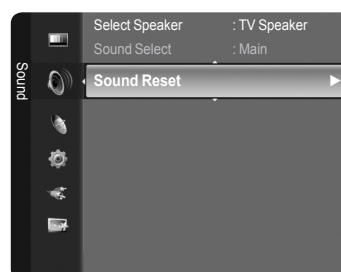 Sound
Select Speaker : TV Speaker
Sound Select : Main
Sound Reset